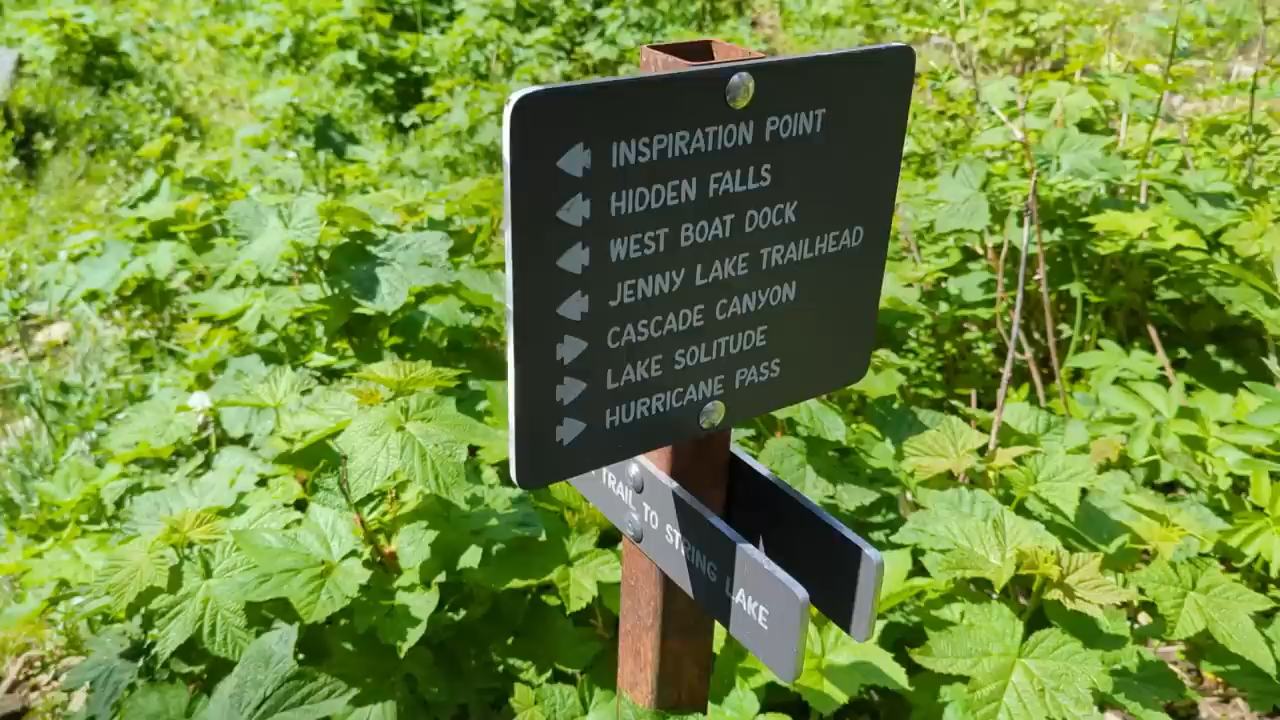 INSPIRATION POINT
HIDDEN FALLS
WEST BOAT DOCK
JENNY LAKE TRAILHEAD
CASCADE CANYON
LAKE SOLITUDE
HURRICANE PASS
TRAIL TO STRING LAKE